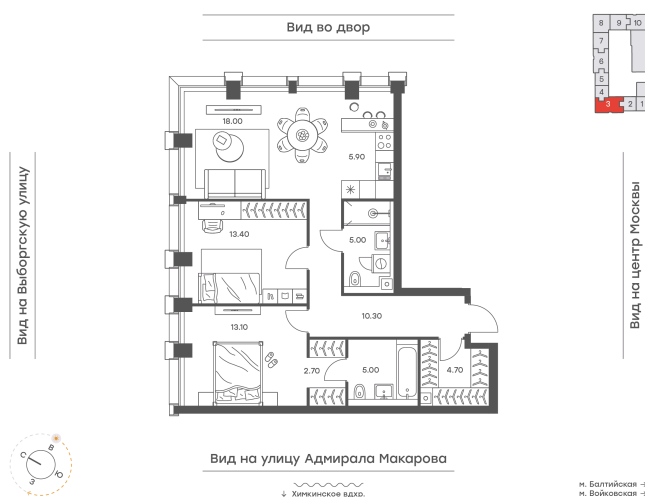 Вид во двор
8 9 10
7
6
5
4
3 2 1
Вид на Выборгскую улицу
Вид на центр Москвы
18.00
5.90
13.40
5.00
10.30
13.10
2.70
5.00
4.70
Вид на улицу Адмирала Макарова
С В Ю З
↓ Химкинское вдхр.
м. Балтийская
м. Войковская